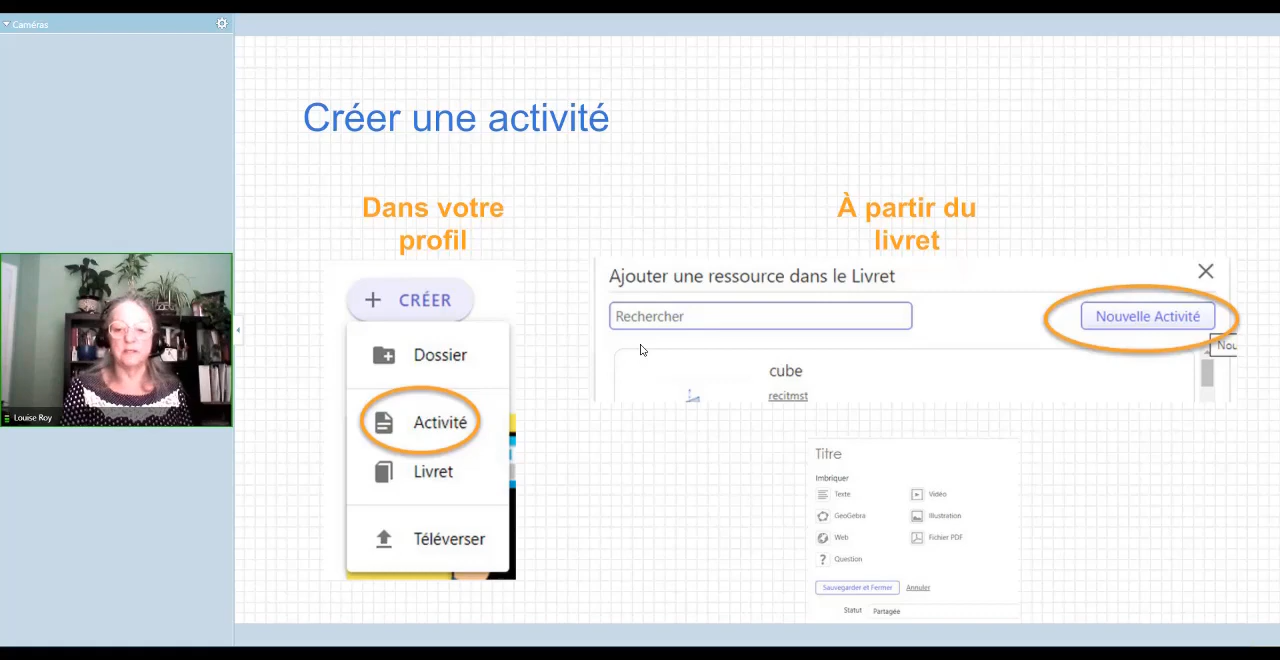 Caméras
Créer une activité
Dans votre
profil
À partir du
livret
CRÉER
Dossier
Activité
Livret
Téléverser
Ajouter une ressource dans le Livret
Rechercher
Nouvelle Activité
Nou
cube
recitmst
Titre
Imbriquer
Texte
Vidéo
GeoGebra
Illustration
Web
Fichier PDF
Question
Sauvegarder et Fermer Annuler
Statut Partagée
Louise Roy